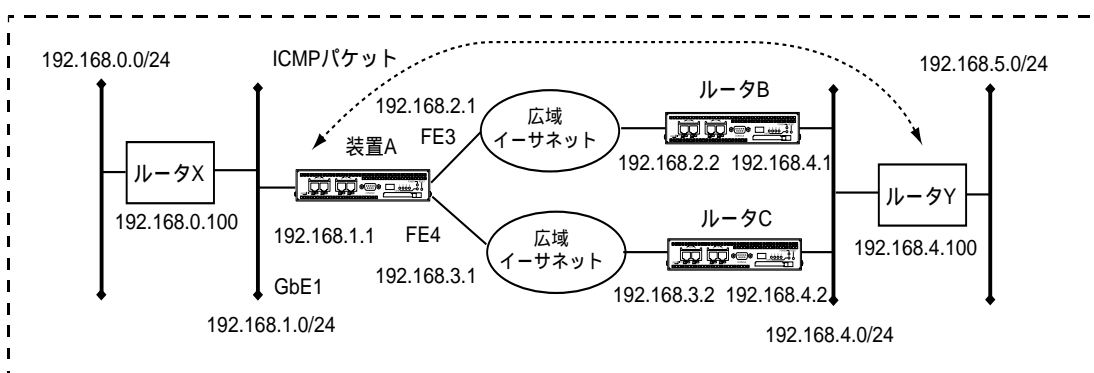 192.168.0.0/24
ICMPパケット
192.168.5.0/24
ルータB
192.168.2.1
広域
イーサネット
FE3
装置A
192.168.2.2
192.168.4.1
ルータX
ルータY
192.168.0.100
ルータC
192.168.1.1
FE4
広域
イーサネット
192.168.4.100
192.168.3.1
GbE1
192.168.3.2
192.168.4.2
192.168.1.0/24
192.168.4.0/24